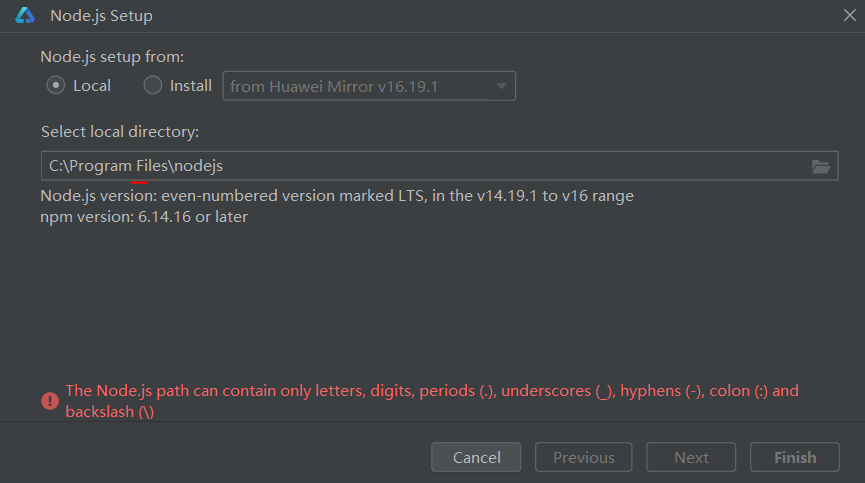 Node.js Setup
Node.js setup from:
Local Install from Huawei Mirror v16.19.1
Select local directory:
C:\Program Files\nodejs
Node.js version: even-numbered version marked LTS, in the v14.19.1 to v16 range
npm version: 6.14.16 or later
The Node.js path can contain only letters, digits, periods (.), underscores (_), hyphens (-), colon (:) and
backslash (\)
Cancel Previous Next Finish